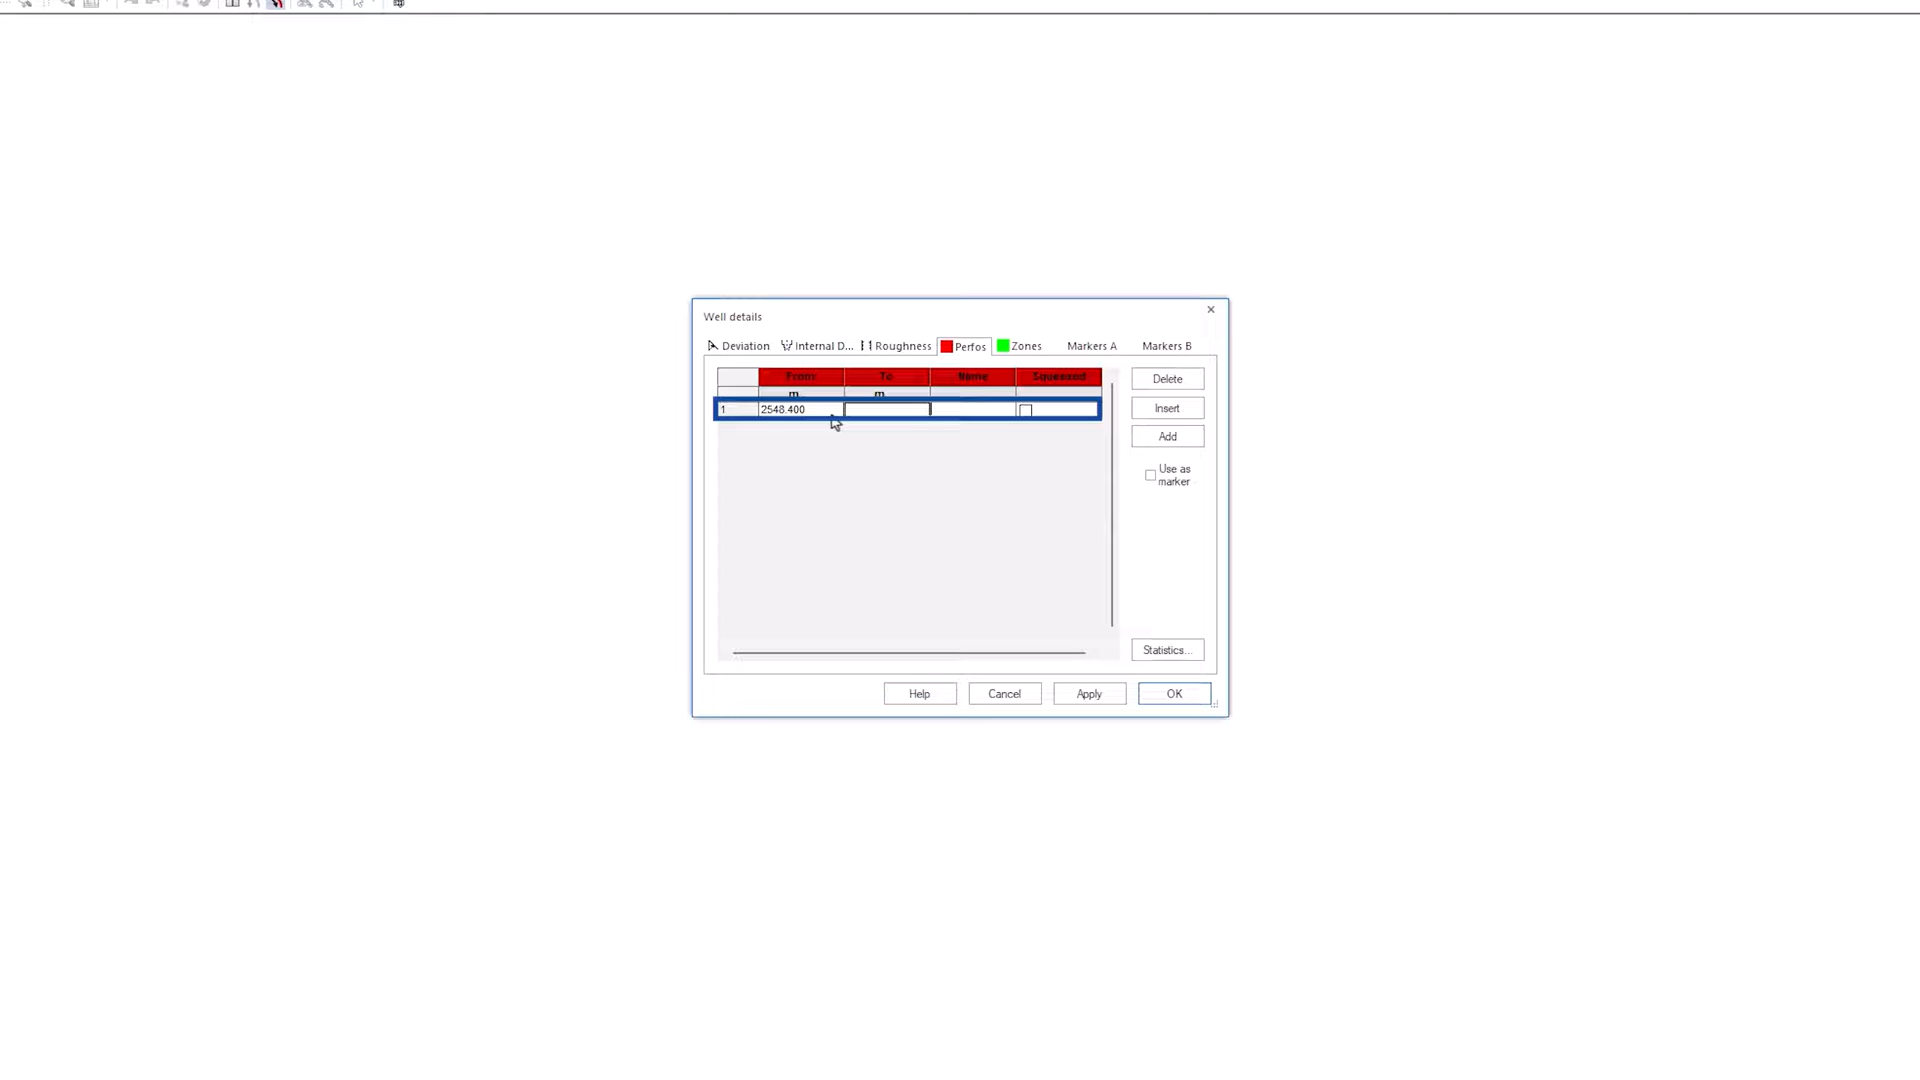 Well details
Deviation Internal D... Roughness Perfos Zones Markers A Markers B
From To Name Squeezed
m m
1 2548.400
Delete
Insert
Add
Use as
marker
Statistics...
Help Cancel Apply OK